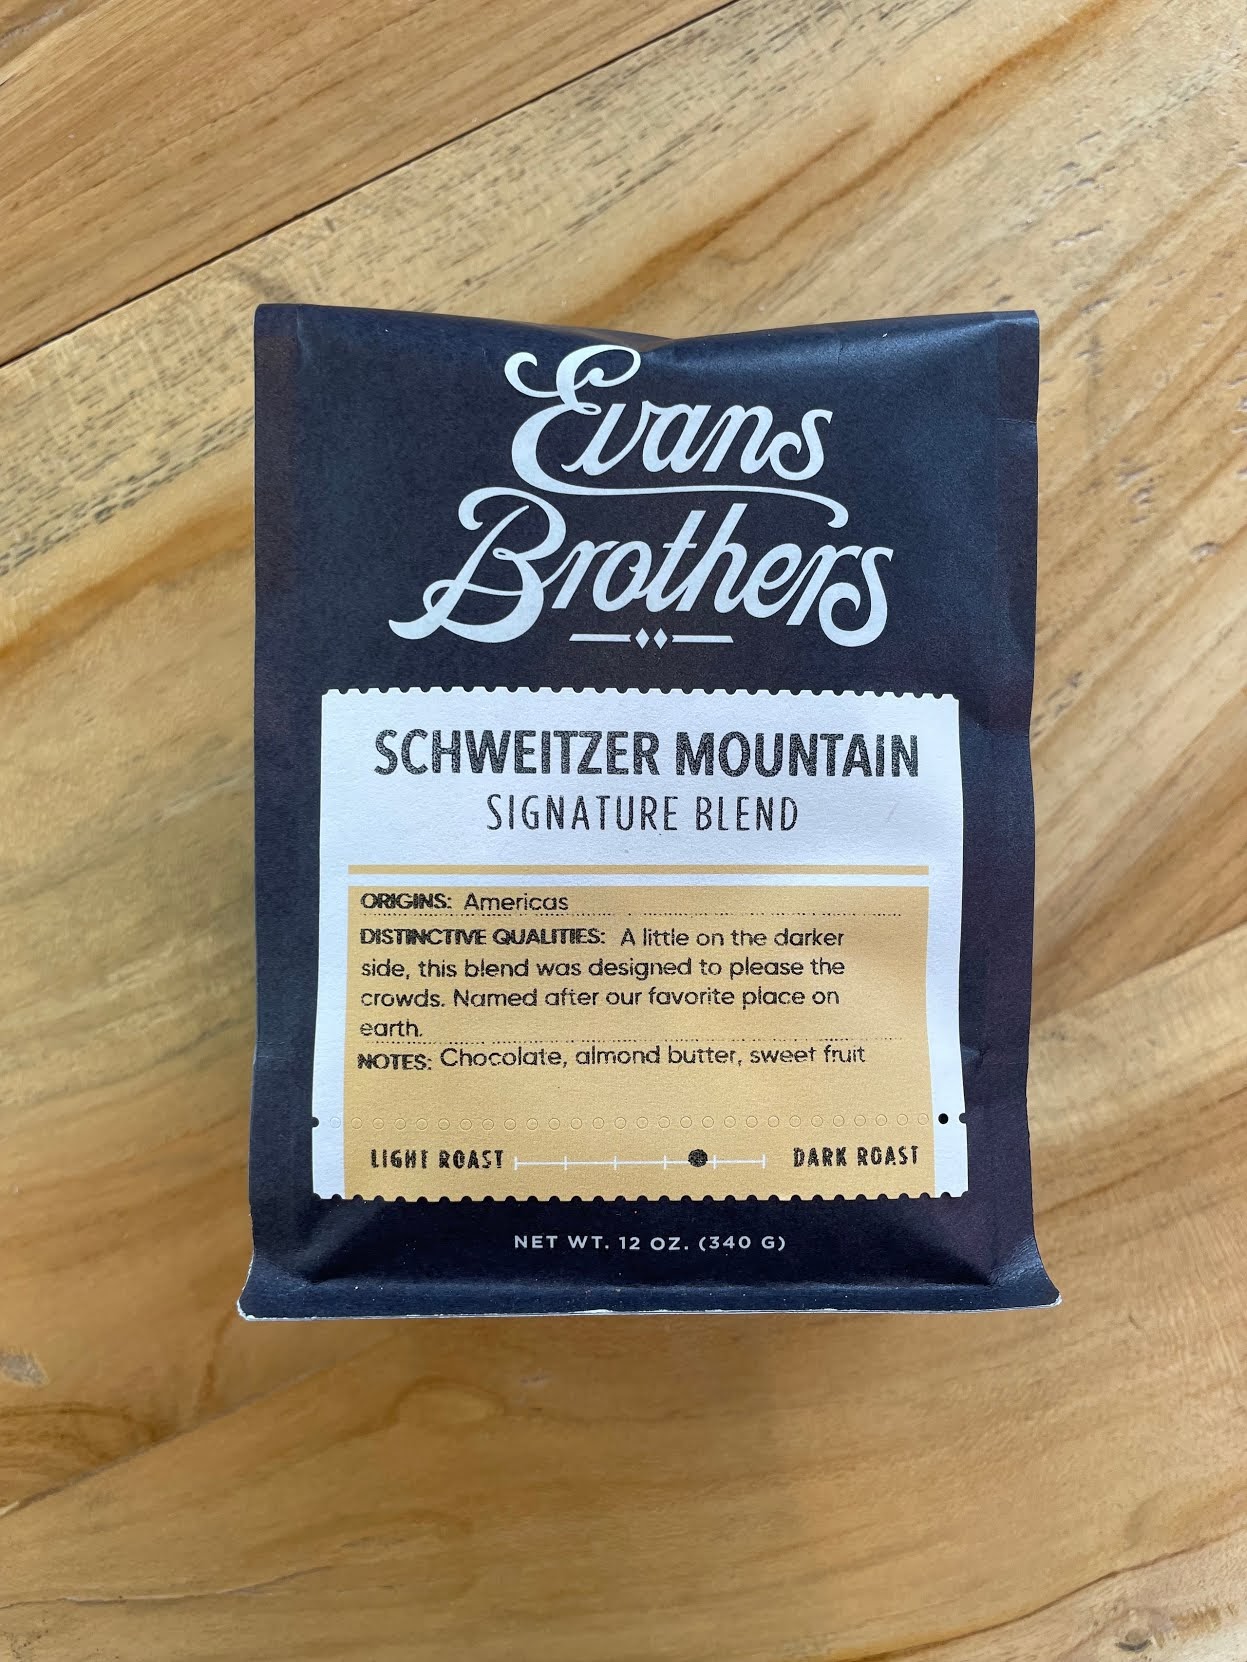 Evans
Brothers
SCHWEITZER MOUNTAIN
SIGNATURE BLEND
ORIGINS: Americas
DISTINCTIVE QUALITIES: A little on the darker
side, this blend was designed to please the
crowds. Named after our favorite place on
earth.
NOTES: Chocolate, almond butter, sweet fruit
LIGHT ROAST DARK ROAST
NET WT. 12 OZ. (340 G)